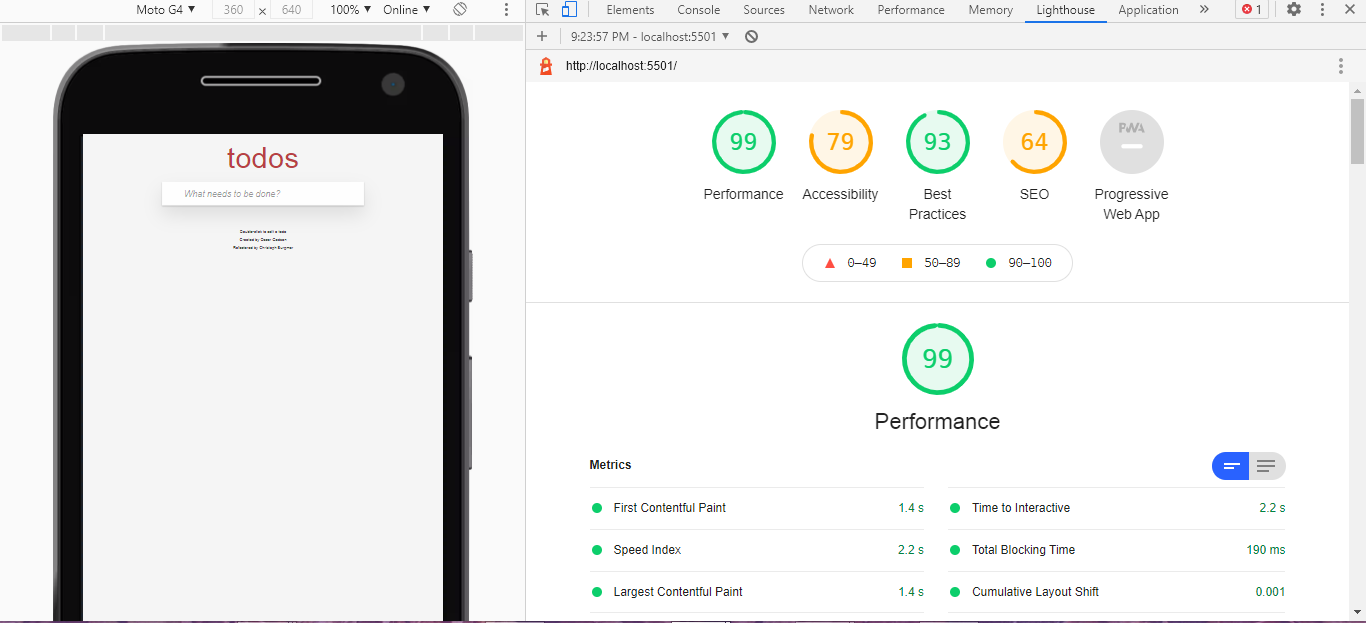 Moto G4 ▼ 360 × 640 100% ▼ Online ▼
Elements Console Sources Network Performance Memory Lighthouse Application » 1
9:23:57 PM - localhost:5501 ▼
http://localhost:5501/
todos
What needs to be done?
Double-click to edit a todo
Created by Oscar Godson
Refactored by Christoph Burgmer
99 79 93 64 PWA
Performance Accessibility Best Practices SEO Progressive Web App
0–49 50–89 90–100
99
Performance
Metrics
First Contentful Paint 1.4 s
Time to Interactive 2.2 s
Speed Index 2.2 s
Total Blocking Time 190 ms
Largest Contentful Paint 1.4 s
Cumulative Layout Shift 0.001